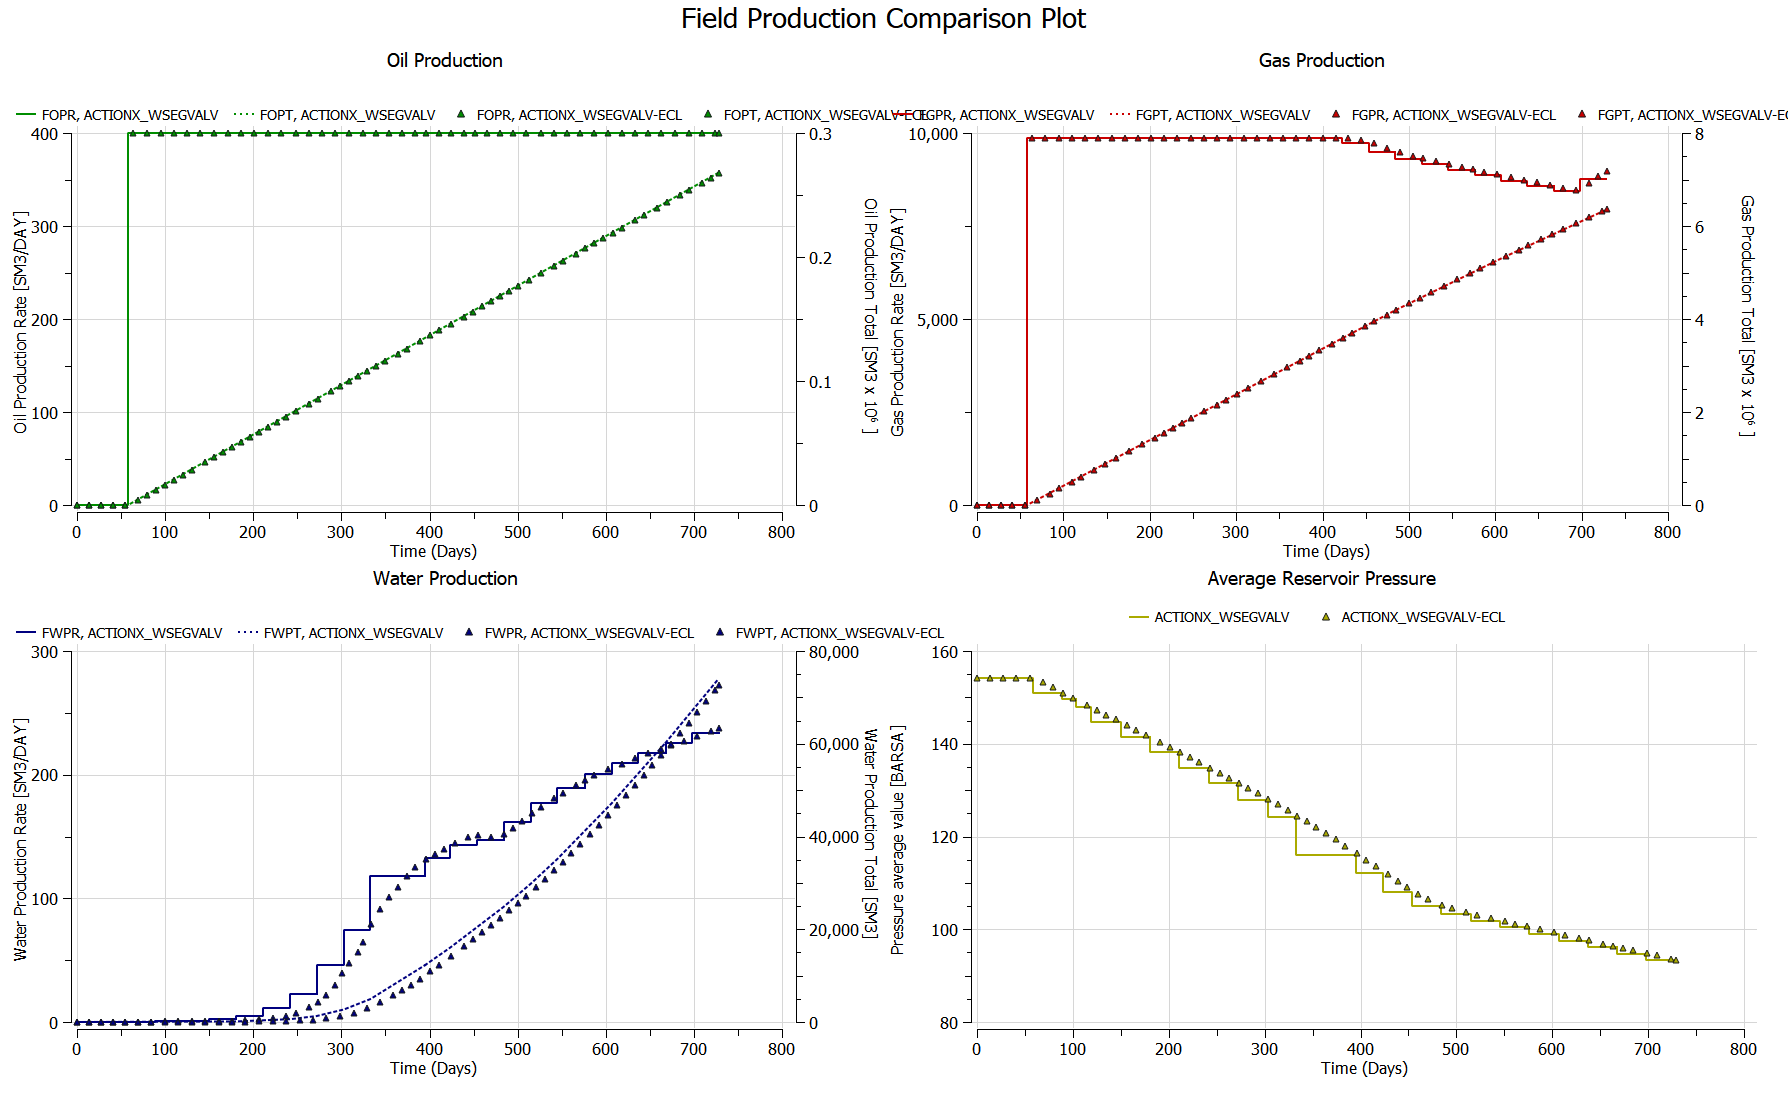 Field Production Comparison Plot
Oil Production
FOPR, ACTIONX_WSEGVALV
FOPT, ACTIONX_WSEGVALV
FOPR, ACTIONX_WSEGVALV-ECL
FOPT, ACTIONX_WSEGVALV-ECL
400
300
200
100
0
Oil Production Rate [SM3/DAY]
0.3
0.2
0.1
0
Oil Production Total [SM3 x 10⁶ ]
0 100 200 300 400 500 600 700 800
Time (Days)
Gas Production
FGPR, ACTIONX_WSEGVALV
FGPT, ACTIONX_WSEGVALV
FGPR, ACTIONX_WSEGVALV-ECL
FGPT, ACTIONX_WSEGVALV-EC
10,000
5,000
0
Gas Production Rate [SM3/DAY]
8
6
4
2
0
Gas Production Total [SM3 x 10⁶ ]
0 100 200 300 400 500 600 700 800
Time (Days)
Water Production
FWPR, ACTIONX_WSEGVALV
FWPT, ACTIONX_WSEGVALV
FWPR, ACTIONX_WSEGVALV-ECL
FWPT, ACTIONX_WSEGVALV-ECL
300
200
100
0
Water Production Rate [SM3/DAY]
80,000
60,000
40,000
20,000
0
Water Production Total [SM3]
0 100 200 300 400 500 600 700 800
Time (Days)
Average Reservoir Pressure
ACTIONX_WSEGVALV
ACTIONX_WSEGVALV-ECL
160
140
120
100
80
Pressure average value [BARSA]
0 100 200 300 400 500 600 700 800
Time (Days)